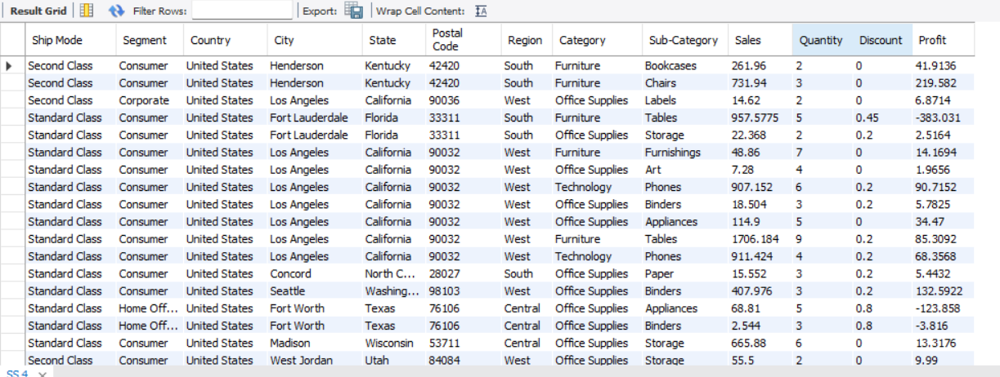 Result Grid Filter Rows: Export: Wrap Cell Content: IA
Ship Mode Segment Country City State Postal Code Region Category Sub-Category Sales Quantity Discount Profit
Second Class Consumer United States Henderson Kentucky 42420 South Furniture Bookcases 261.96 2 0 41.9136
Second Class Consumer United States Henderson Kentucky 42420 South Furniture Chairs 731.94 3 0 219.582
Second Class Corporate United States Los Angeles California 90036 West Office Supplies Labels 14.62 2 0 6.8714
Standard Class Consumer United States Fort Lauderdale Florida 33311 South Furniture Tables 957.5775 5 0.45 -383.031
Standard Class Consumer United States Fort Lauderdale Florida 33311 South Office Supplies Storage 22.368 2 0.2 2.5164
Standard Class Consumer United States Los Angeles California 90032 West Furniture Furnishings 48.86 7 0 14.1694
Standard Class Consumer United States Los Angeles California 90032 West Office Supplies Art 7.28 4 0 1.9656
Standard Class Consumer United States Los Angeles California 90032 West Technology Phones 907.152 6 0.2 90.7152
Standard Class Consumer United States Los Angeles California 90032 West Office Supplies Binders 18.504 3 0.2 5.7825
Standard Class Consumer United States Los Angeles California 90032 West Office Supplies Appliances 114.9 5 0 34.47
Standard Class Consumer United States Los Angeles California 90032 West Furniture Tables 1706.184 9 0.2 85.3092
Standard Class Consumer United States Los Angeles California 90032 West Technology Phones 911.424 4 0.2 68.3568
Standard Class Consumer United States Concord North C... 28027 South Office Supplies Paper 15.552 3 0.2 5.4432
Standard Class Consumer United States Seattle Washing... 98103 West Office Supplies Binders 407.976 3 0.2 132.5922
Standard Class Home Off... United States Fort Worth Texas 76106 Central Office Supplies Appliances 68.81 5 0.8 -123.858
Standard Class Home Off... United States Fort Worth Texas 76106 Central Office Supplies Binders 2.544 3 0.8 -3.816
Standard Class Consumer United States Madison Wisconsin 53711 Central Office Supplies Storage 665.88 6 0 13.3176
Second Class Consumer United States West Jordan Utah 84084 West Office Supplies Storage 55.5 2 0 9.99
SS 4